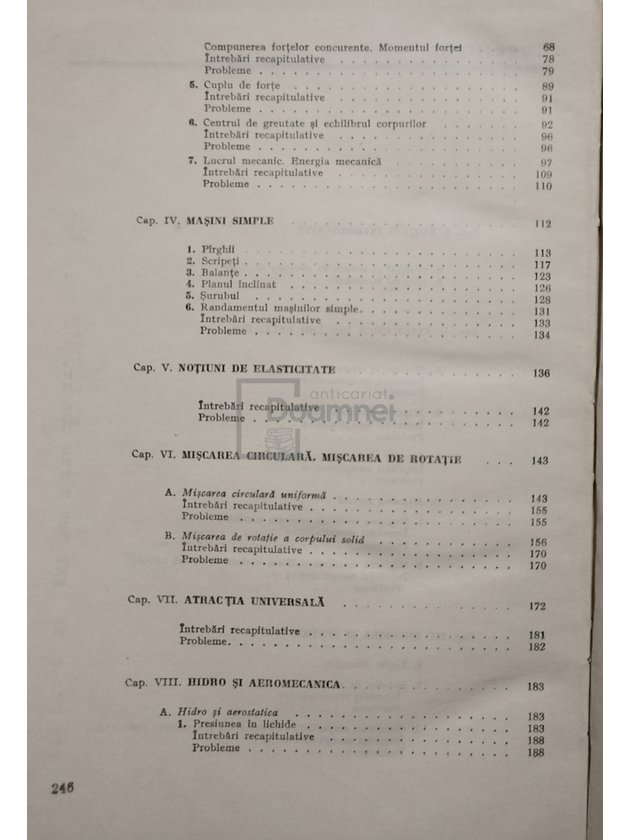 Compunerea forțelor concurente. Momentul forței . . . . 68
Întrebări recapitulative . . . . . . . . . . . . . 78
Probleme . . . . . . . . . . . . . . . . . . 79
5. Cuplu de forțe . . . . . . . . . . . . . . . 89
Întrebări recapitulative . . . . . . . . . . . . . 91
Probleme . . . . . . . . . . . . . . . . . . 91
6. Centrul de greutate și echilibrul corpurilor . . . . . . . 92
Întrebări recapitulative . . . . . . . . . . . . . 96
Probleme . . . . . . . . . . . . . . . . . . 96
7. Lucrul mecanic. Energia mecanică . . . . . . . . . 97
Întrebări recapitulative . . . . . . . . . . . . . 109
Probleme . . . . . . . . . . . . . . . . . . 110
Cap. IV. MAȘINI SIMPLE . . . . . . . . . . . . . . . 112
1. Pîrghii . . . . . . . . . . . . . . . . . . 113
2. Scripeți . . . . . . . . . . . . . . . . . . 117
3. Balanțe . . . . . . . . . . . . . . . . . . 123
4. Planul înclinat . . . . . . . . . . . . . . . 126
5. Șurubul . . . . . . . . . . . . . . . . . . 128
6. Randamentul mașinilor simple . . . . . . . . . . . 131
Întrebări recapitulative . . . . . . . . . . . . . 133
Probleme . . . . . . . . . . . . . . . . . . 134
Cap. V. NOȚIUNI DE ELASTICITATE . . . . . . . . . . . . 136
anticariat
Doamnei
Întrebări recapitulative . . . . . . . . . . . . . 142
Probleme . . . . . . . . . . . . . . . . . . 142
Cap. VI. MIȘCAREA CIRCULARĂ. MIȘCAREA DE ROTAȚIE . . . 143
A. Mișcarea circulară uniformă . . . . . . . . . . . . 143
Întrebări recapitulative . . . . . . . . . . . . . 155
Probleme . . . . . . . . . . . . . . . . . . 155
B. Mișcarea de rotație a corpului solid . . . . . . . . . 156
Întrebări recapitulative . . . . . . . . . . . . . 170
Probleme . . . . . . . . . . . . . . . . . . 170
Cap. VII. ATRACȚIA UNIVERSALĂ . . . . . . . . . . . . 172
Întrebări recapitulative . . . . . . . . . . . . . 181
Probleme . . . . . . . . . . . . . . . . . . 182
Cap. VIII. HIDRO ȘI AEROMECANICA . . . . . . . . . . . 183
A. Hidro și aerostatica . . . . . . . . . . . . . . 183
1. Presiunea în lichide . . . . . . . . . . . . . 183
Întrebări recapitulative . . . . . . . . . . . . . 188
Probleme . . . . . . . . . . . . . . . . . . 188
246